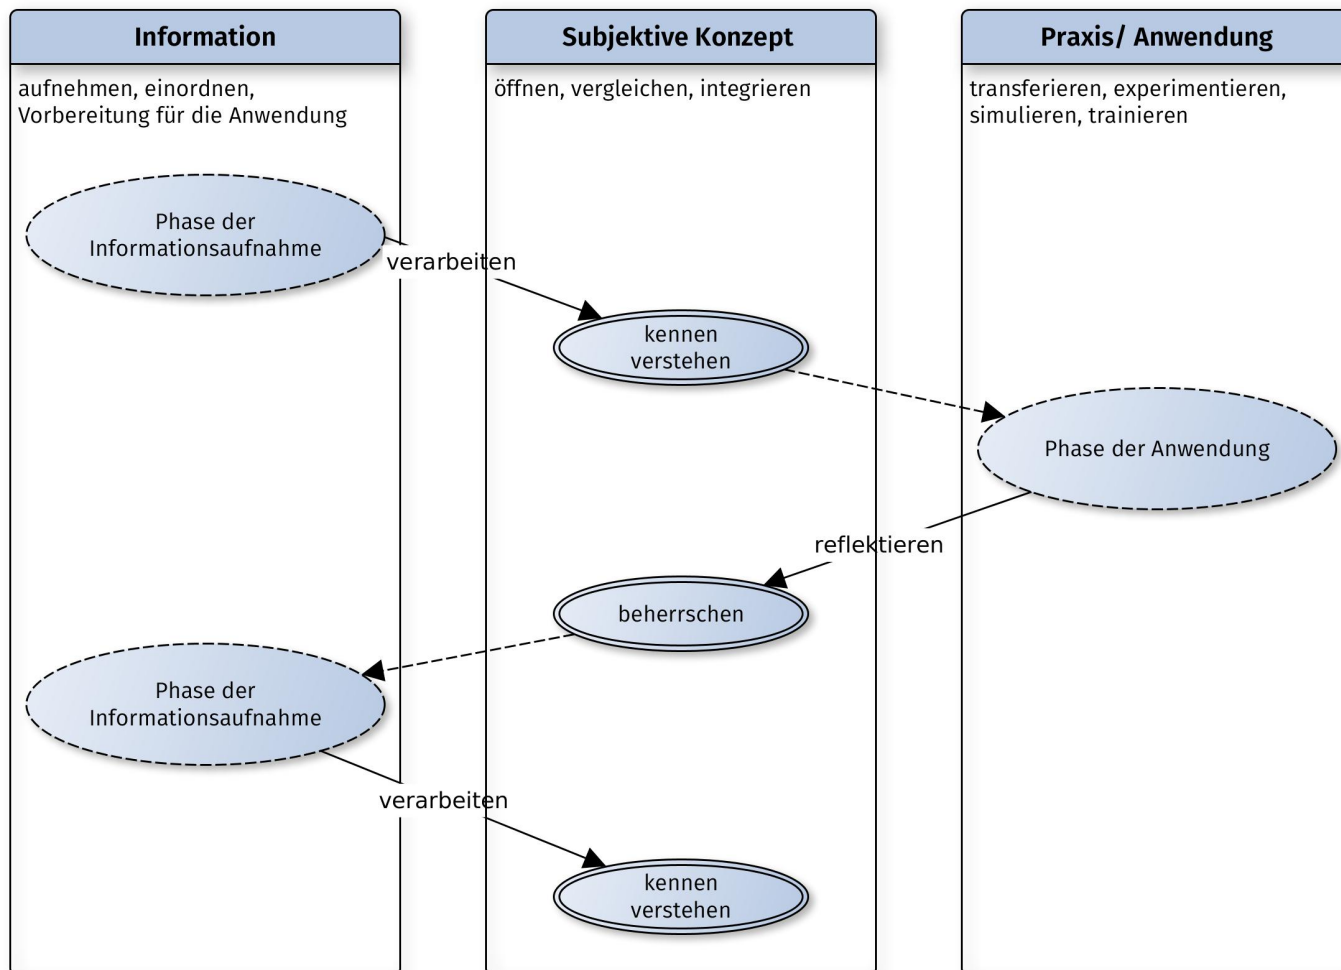 Information
Subjektive Konzept
Praxis/ Anwendung
aufnehmen, einordnen,
Vorbereitung für die Anwendung
öffnen, vergleichen, integrieren
transferieren, experimentieren,
simulieren, trainieren
Phase der
Informationsaufnahme
verarbeiten
kennen
verstehen
Phase der Anwendung
reflektieren
beherrschen
Phase der
Informationsaufnahme
verarbeiten
kennen
verstehen